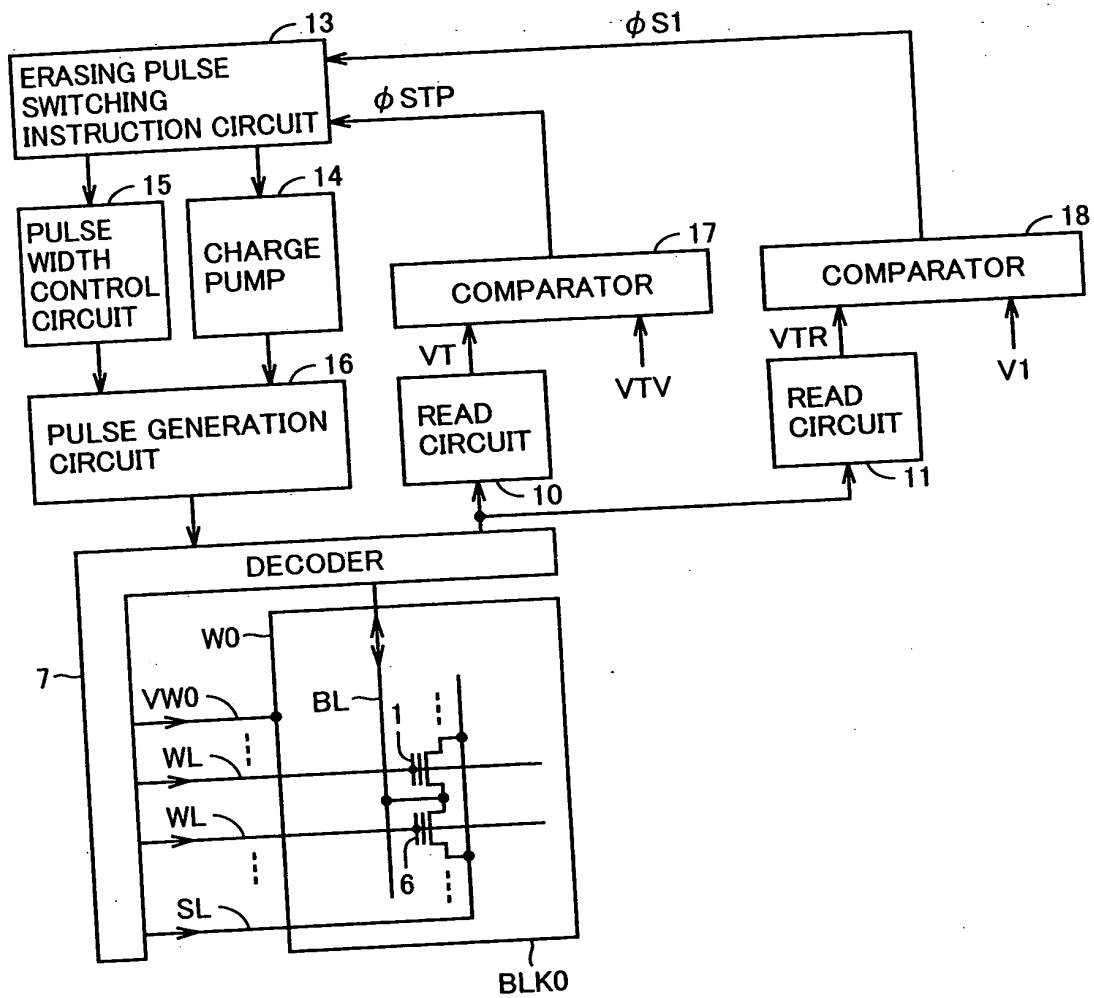 13
φS1
ERASING PULSE
SWITCHING
INSTRUCTION CIRCUIT
φSTP
15
14
17
18
PULSE
WIDTH
CONTROL
CIRCUIT
CHARGE
PUMP
COMPARATOR
COMPARATOR
VT
VTV
VTR
V1
16
PULSE GENERATION
CIRCUIT
READ
CIRCUIT
READ
CIRCUIT
10
11
DECODER
7
W0
VW0
BL
1
WL
WL
6
SL
BLK0